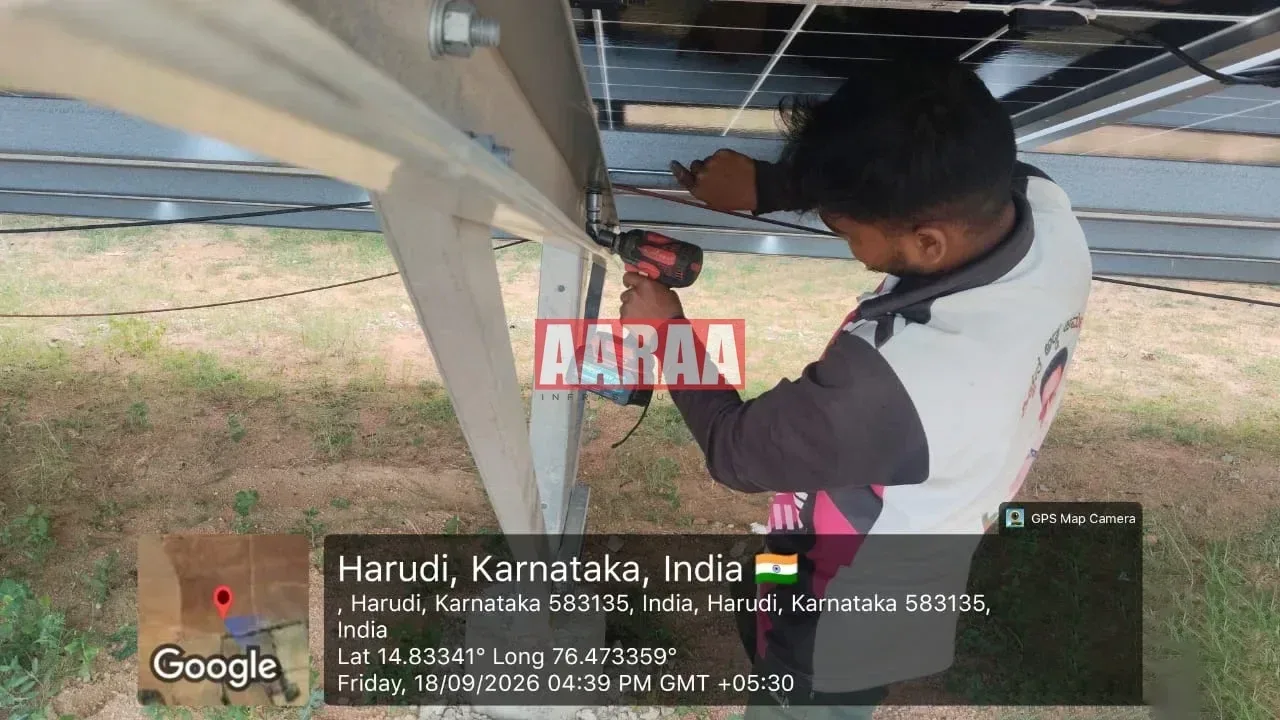 AARAA
GPS Map Camera
Harudi, Karnataka, India
, Harudi, Karnataka 583135, India, Harudi, Karnataka 583135,
India
Lat 14.83341° Long 76.473359°
Friday, 18/09/2026 04:39 PM GMT +05:30
Google